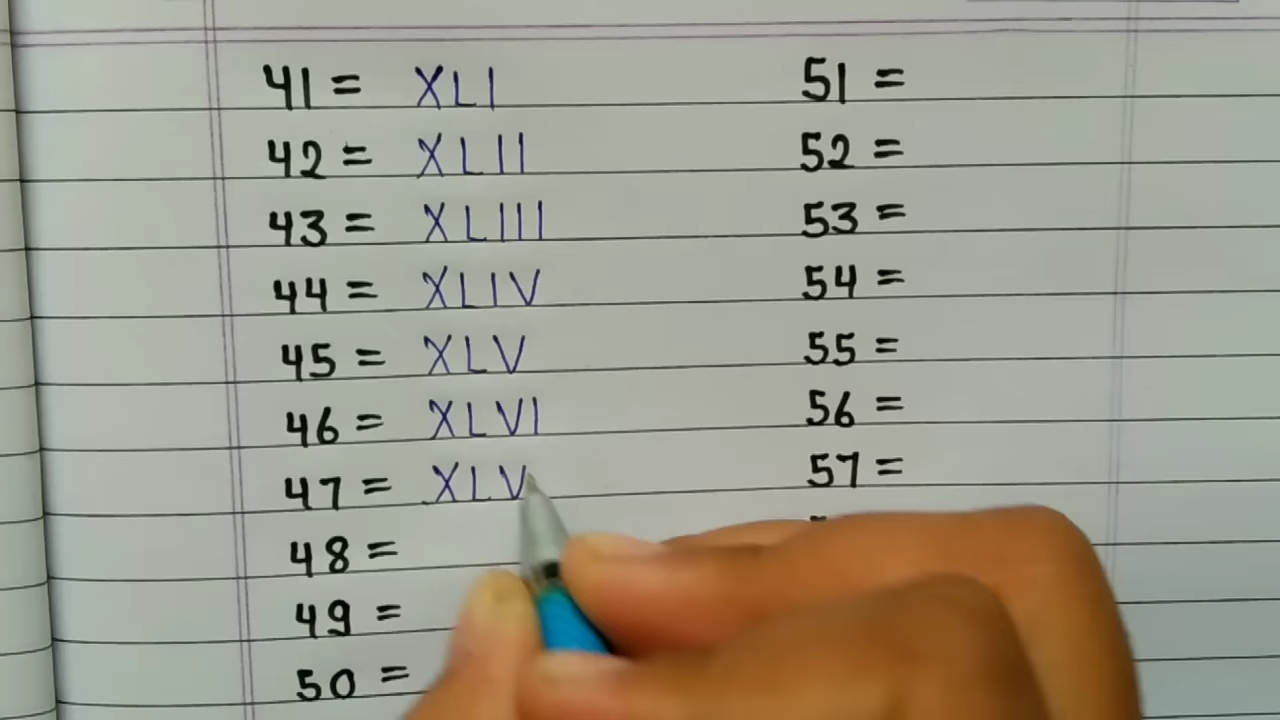 41 = XLI
42 = XLII
43 = XLIII
44 = XLIV
45 = XLV
46 = XLVI
47 = XLV
48 =
49 =
50 =
51 =
52 =
53 =
54 =
55 =
56 =
57 =